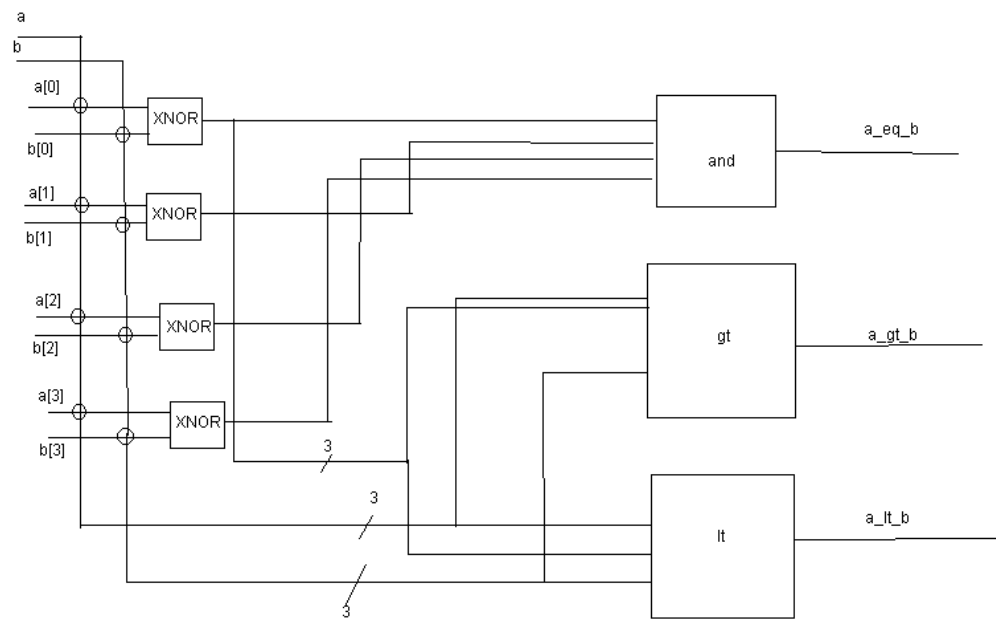 a
b
a[0]
XNOR
b[0]
a[1]
XNOR
b[1]
a[2]
XNOR
b[2]
a[3]
XNOR
b[3]
3
3
3
and
a_eq_b
gt
a_gt_b
lt
a_lt_b